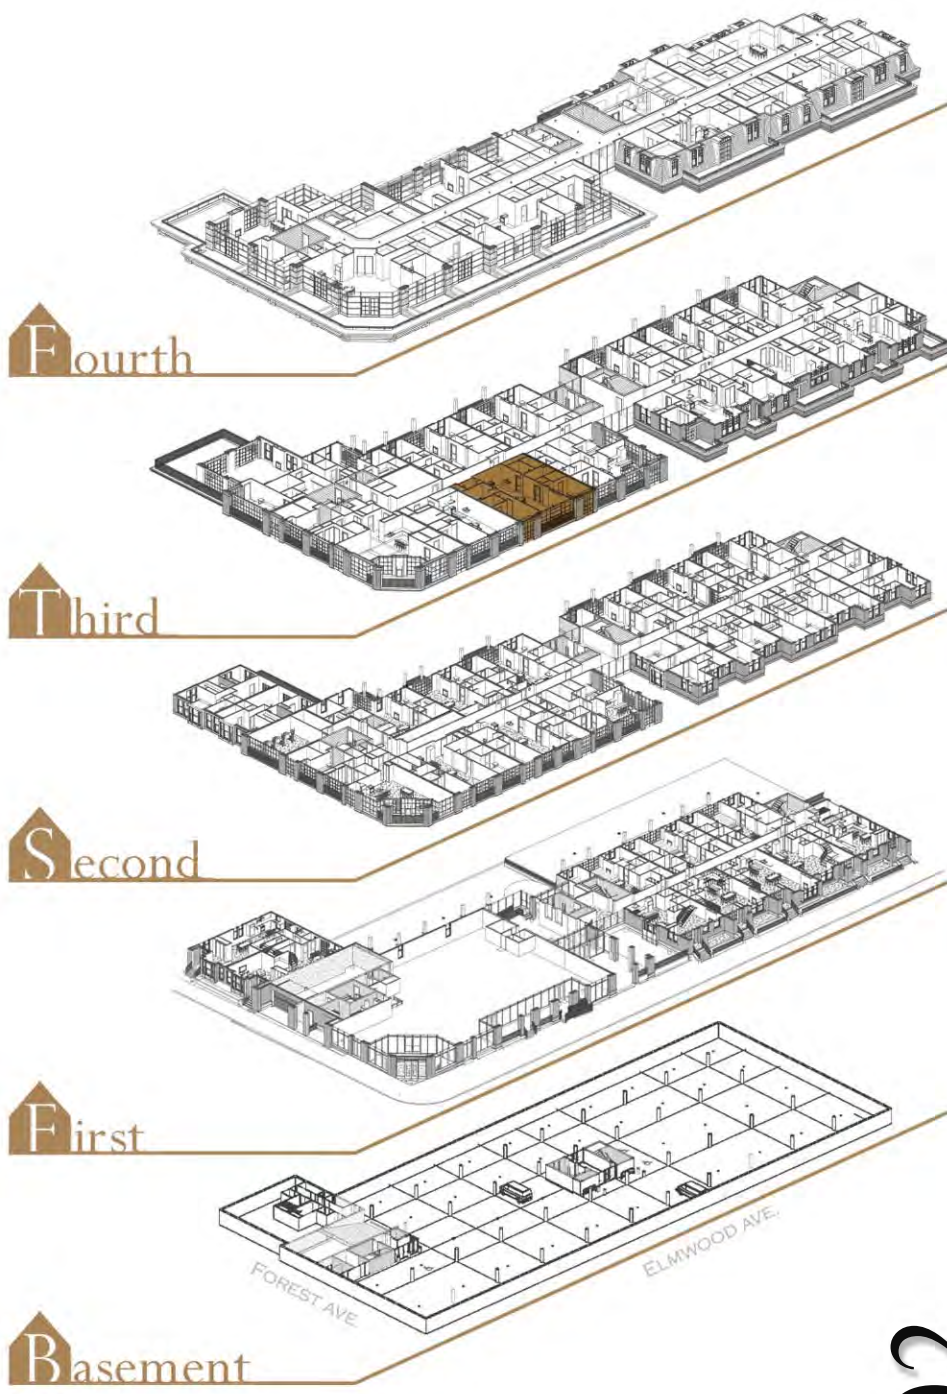 Fourth
Third
Second
First
FOREST AVE.
ELMWOOD AVE.
Basement